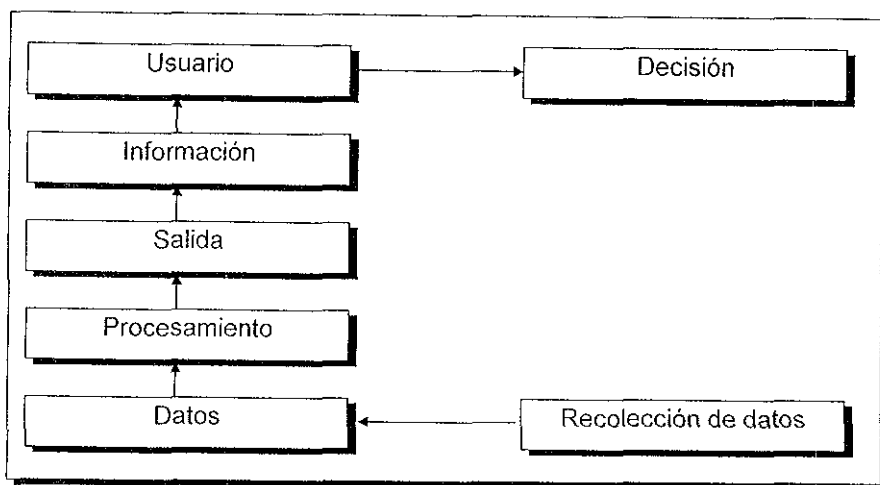 Usuario
Decisión
Información
Salida
Procesamiento
Datos
Recolección de datos